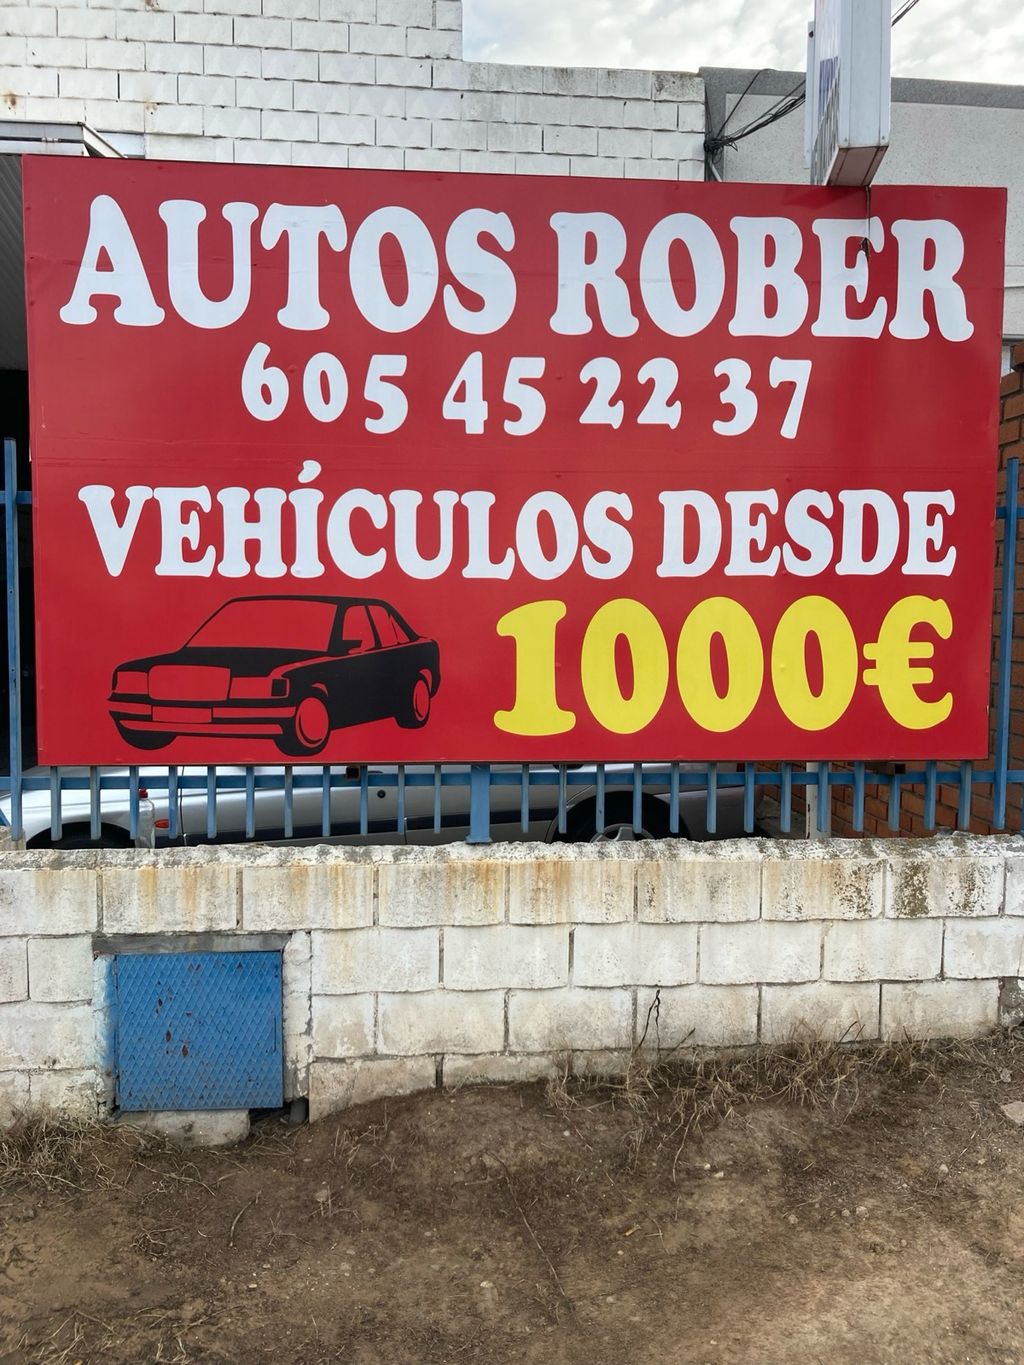 AUTOS ROBER
605 45 22 37
VEHÍCULOS DESDE
1000€